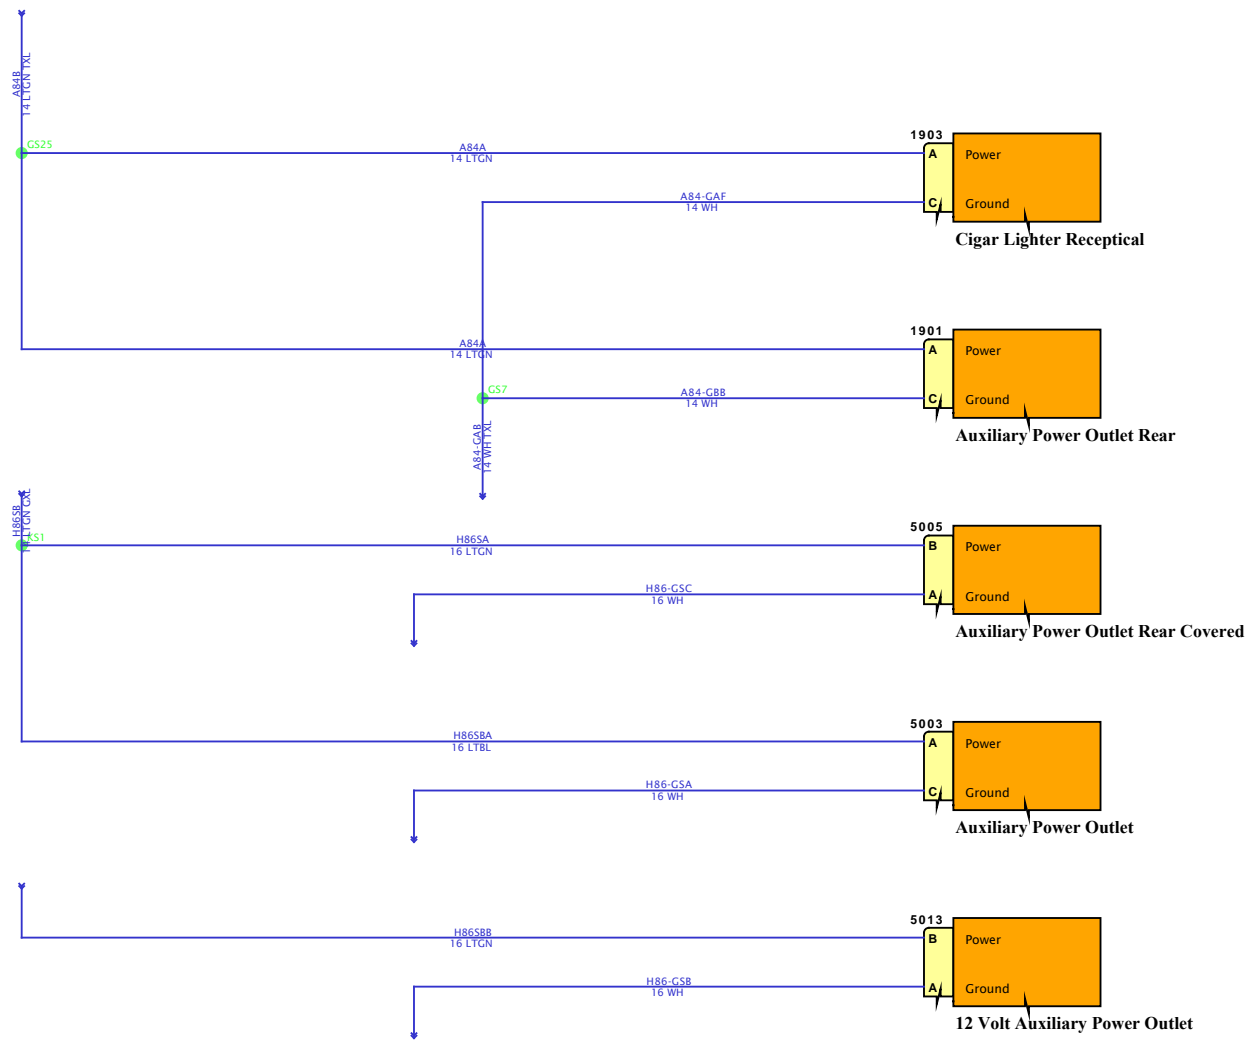 A84B
14 LTGN TXL
GS25
A84A
14 LTGN
1903
A
Power
A84-GAF
14 WH
C
Ground
Cigar Lighter Receptical
A84A
14 LTGN
1901
A
Power
GS7
A84-GBB
14 WH
C
Ground
A84-GAB
14 WH TXL
Auxiliary Power Outlet Rear
H86SB
14 LTGN GXL
KS1
H86SA
16 LTGN
5005
B
Power
H86-GSC
16 WH
A
Ground
Auxiliary Power Outlet Rear Covered
H86SBA
16 LTBL
5003
A
Power
H86-GSA
16 WH
C
Ground
Auxiliary Power Outlet
H86SBB
16 LTGN
5013
B
Power
H86-GSB
16 WH
A
Ground
12 Volt Auxiliary Power Outlet